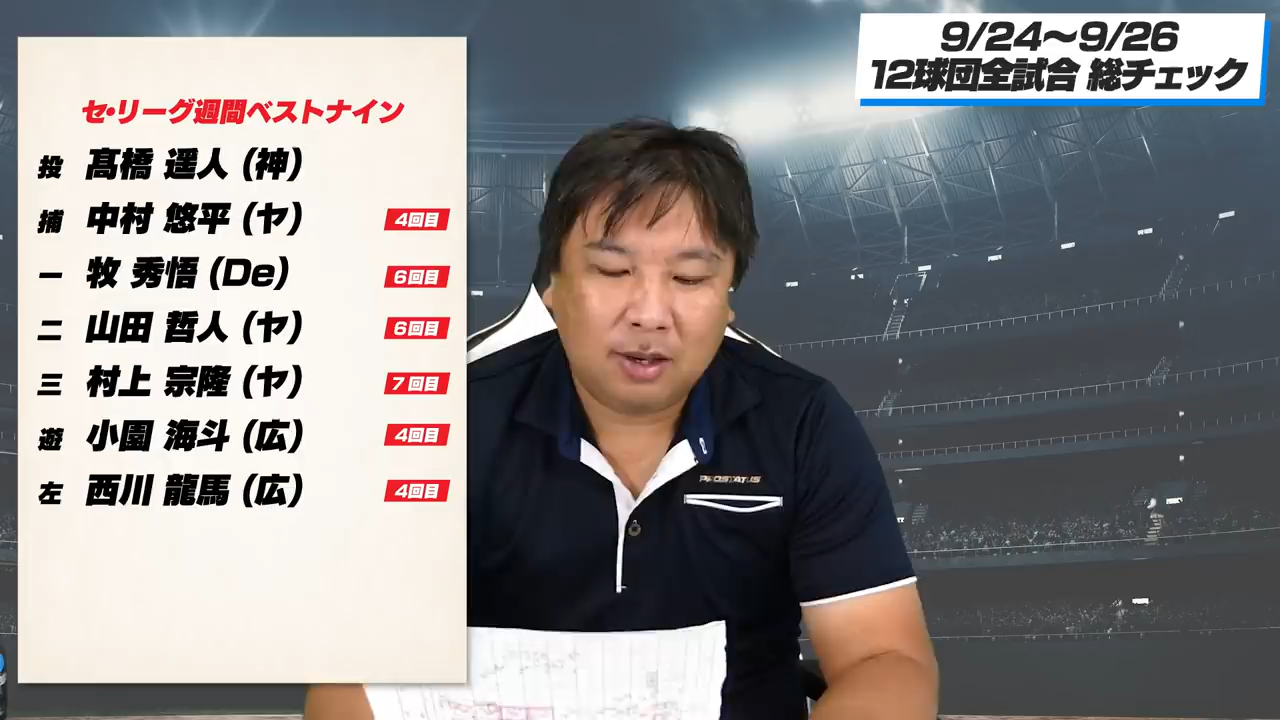 9/24〜9/26
12球団全試合 総チェック
セ・リーグ週間ベストナイン
投 髙橋 遥人 (神)
捕 中村 悠平 (ヤ) 4回目
一 牧 秀悟 (De) 6回目
二 山田 哲人 (ヤ) 6回目
三 村上 宗隆 (ヤ) 7回目
遊 小園 海斗 (広) 4回目
左 西川 龍馬 (広) 4回目
PROSTATUS